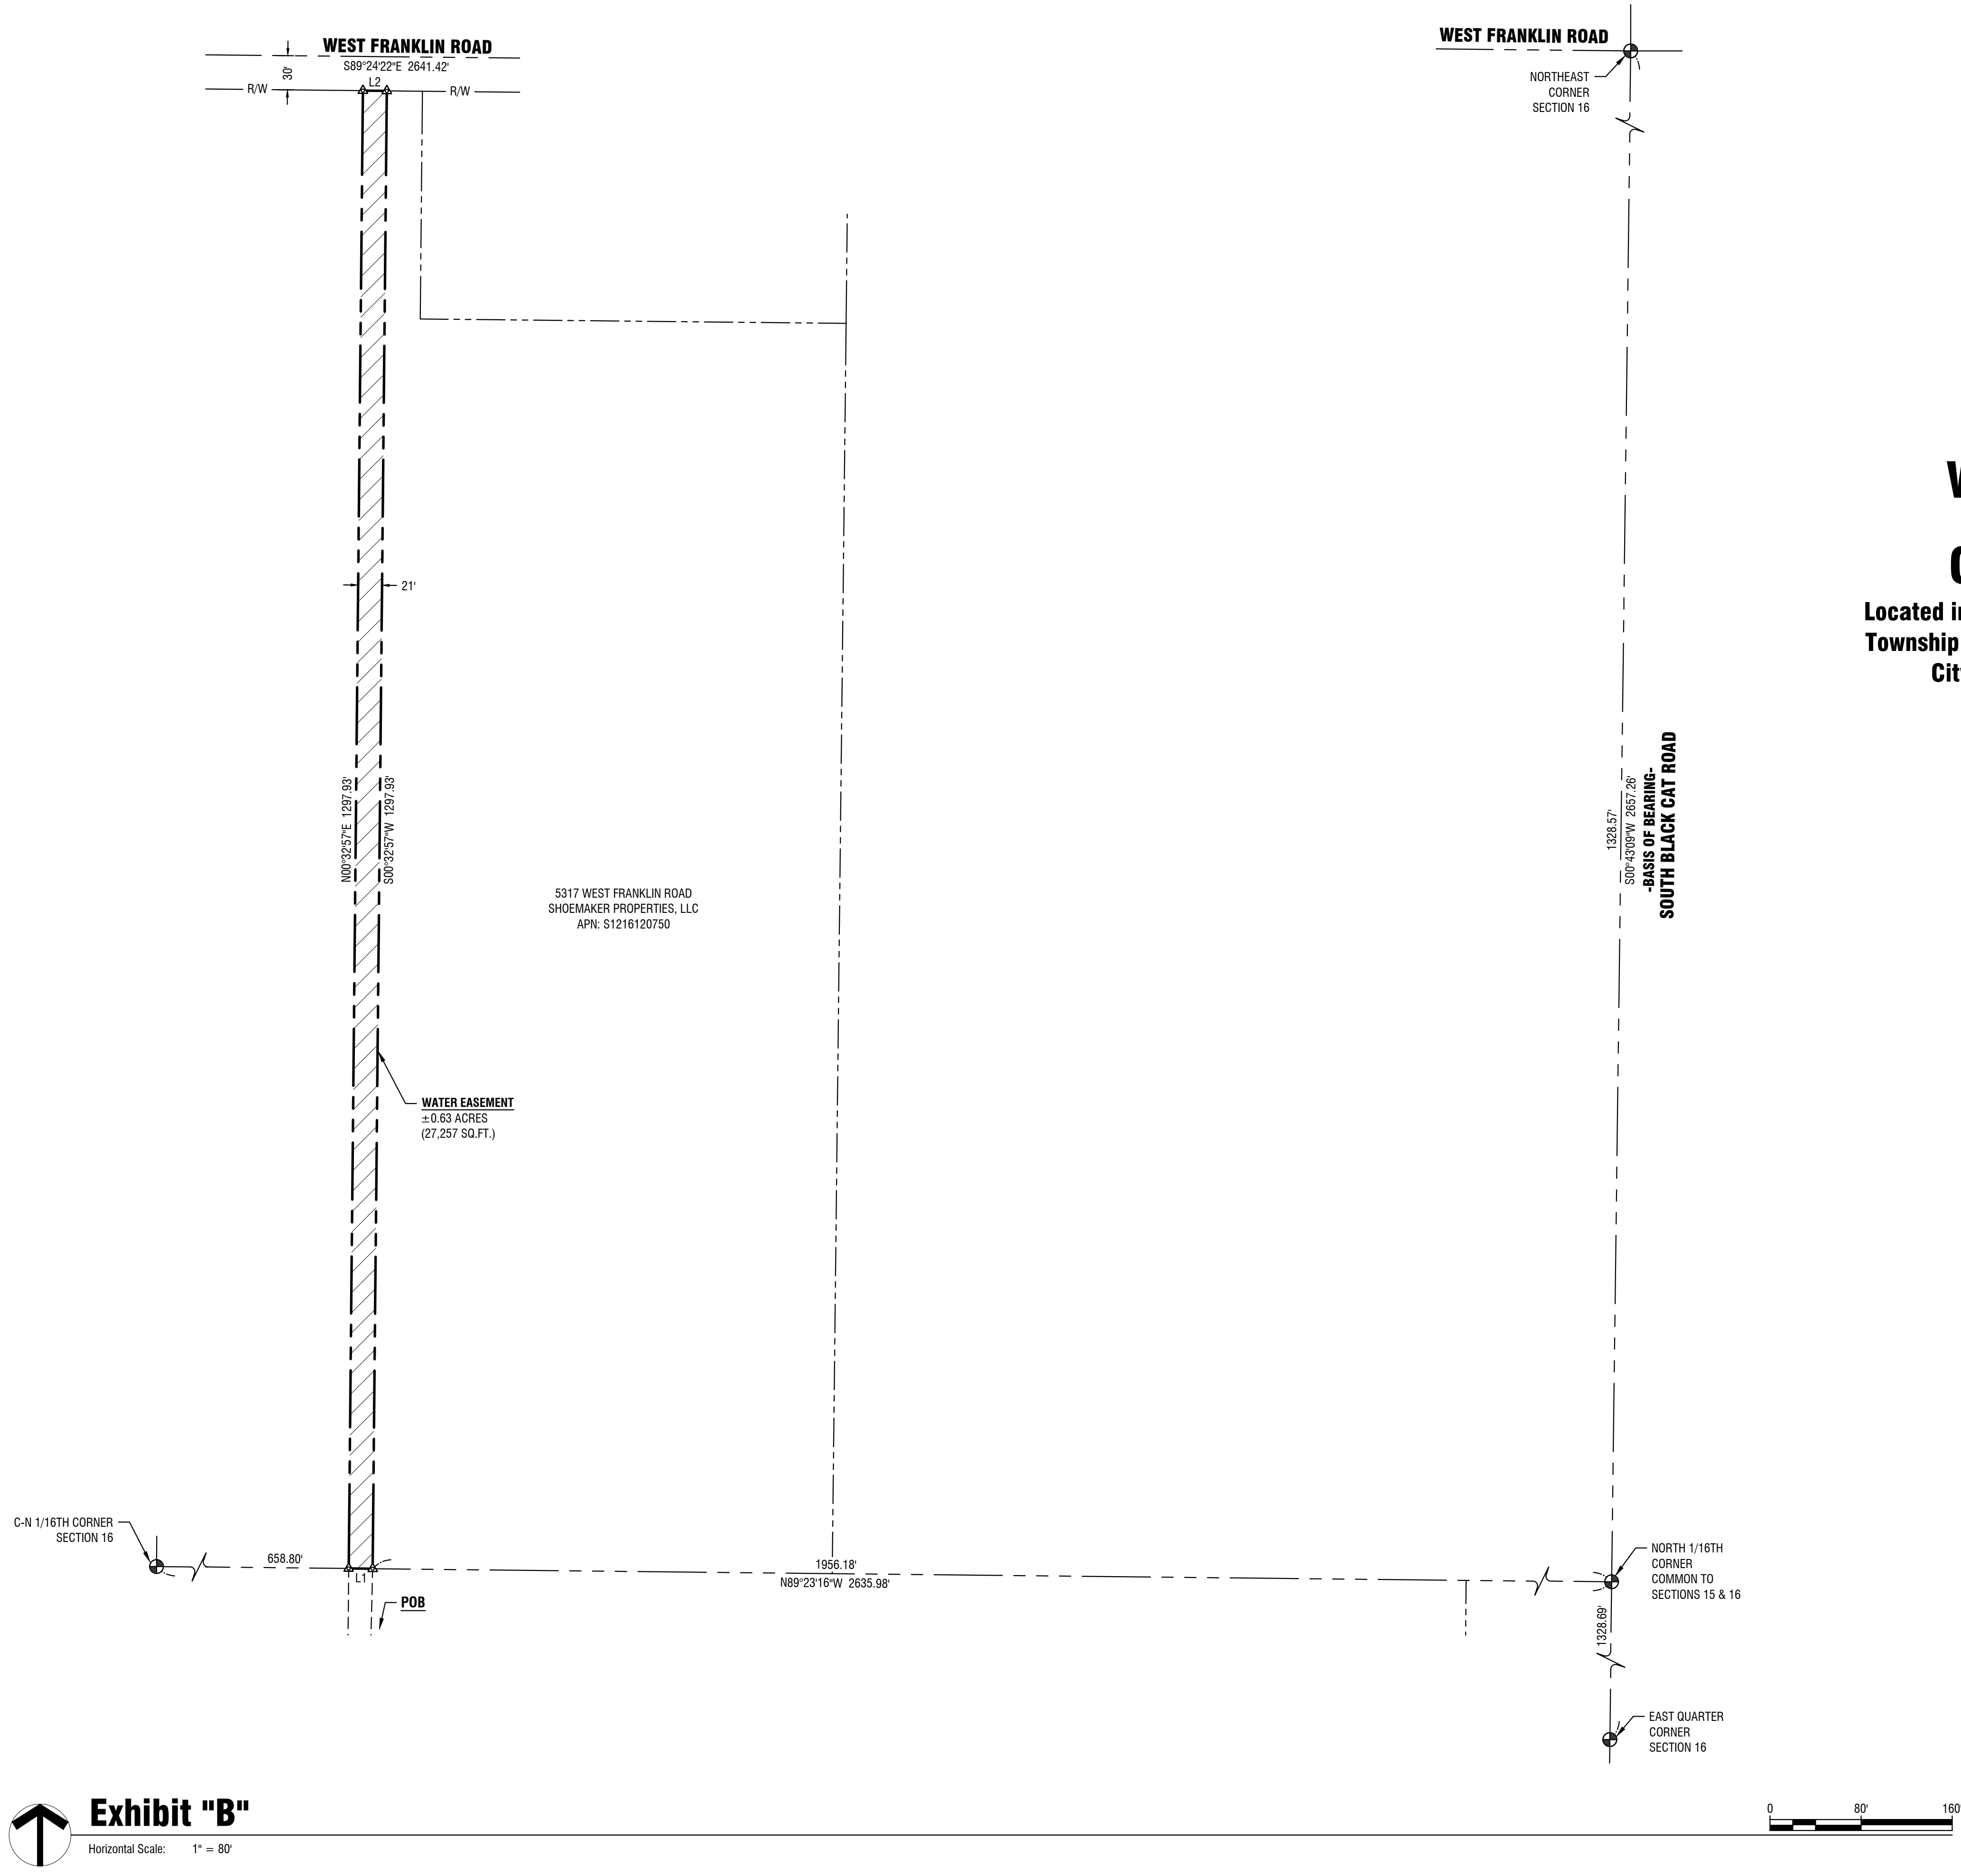 WEST FRANKLIN ROAD
S89°24'22"E 2641.42'
30'
L2
R/W
R/W
WEST FRANKLIN ROAD
NORTHEAST
CORNER
SECTION 16
21'
N00°32'57"E 1297.93'
S00°32'57"W 1297.93'
5317 WEST FRANKLIN ROAD
SHOEMAKER PROPERTIES, LLC
APN: S1216120750
1328.57'
S00°43'09"W 2657.26'
-BASIS OF BEARING-
SOUTH BLACK CAT ROAD
Located
Township
WATER EASEMENT
±0.63 ACRES
(27,257 SQ.FT.)
C-N 1/16TH CORNER
SECTION 16
658.80'
L1
POB
1956.18'
N89°23'16"W 2635.98'
NORTH 1/16TH
CORNER
COMMON TO
SECTIONS 15 & 16
1328.69'
EAST QUARTER
CORNER
SECTION 16
Exhibit "B"
Horizontal Scale: 1" = 80'
0 80' 160'